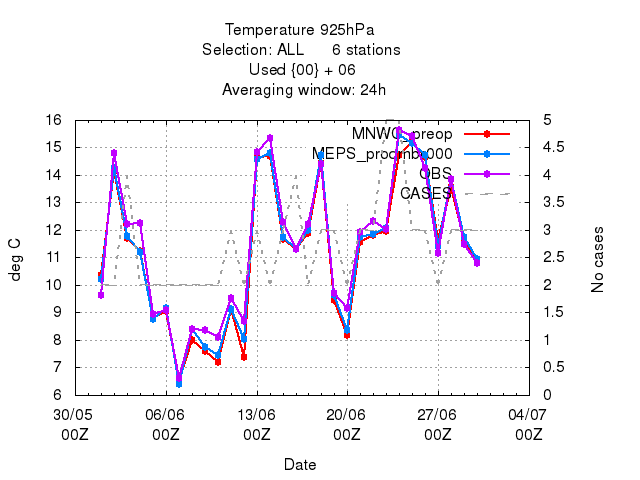 Temperature 925hPa
Selection: ALL 6 stations
Used {00} + 06
Averaging window: 24h
deg C
No cases
16
15
14
13
12
11
10
9
8
7
6
5
4.5
4
3.5
3
2.5
2
1.5
1
0.5
0
MNWC_preop
OBS
CASES
30/05 06/06 13/06 20/06 27/06 04/07
00Z 00Z 00Z 00Z 00Z 00Z
Date